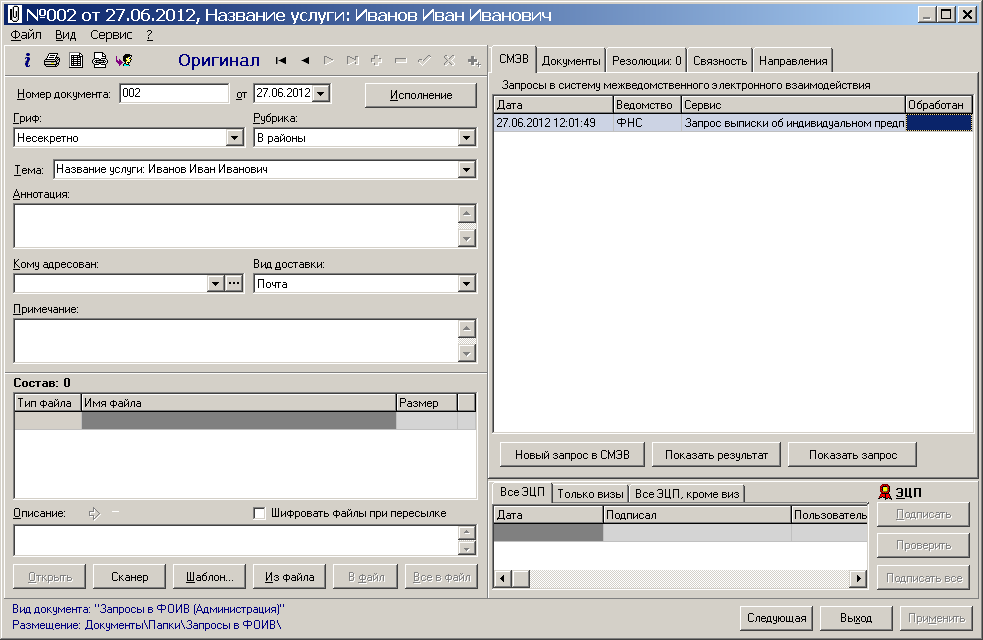 №002 от 27.06.2012, Название услуги: Иванов Иван Иванович
Файл Вид Сервис ?
Оригинал
Номер документа: 002 от 27.06.2012 Исполнение
Гриф: Рубрика:
Несекретно В районы
Тема: Название услуги: Иванов Иван Иванович
Аннотация:
Кому адресован: Вид доставки:
... Почта
Примечание:
Состав: 0
Тип файла Имя файла Размер
Описание: Шифровать файлы при пересылке
Открыть Сканер Шаблон... Из файла В файл Все в файл
СМЭВ Документы Резолюции: 0 Связность Направления
Запросы в систему межведомственного электронного взаимодействия
Дата Ведомство Сервис Обработан
27.06.2012 12:01:49 ФНС Запрос выписки об индивидуальном предп
Новый запрос в СМЭВ Показать результат Показать запрос
Все ЭЦП Только визы Все ЭЦП, кроме виз
Дата Подписал Пользователь
ЭЦП
Подписать
Проверить
Подписать все
Вид документа: "Запросы в ФОИВ (Администрация)"
Размещение: Документы\Папки\Запросы в ФОИВ\
Следующая Выход Применить